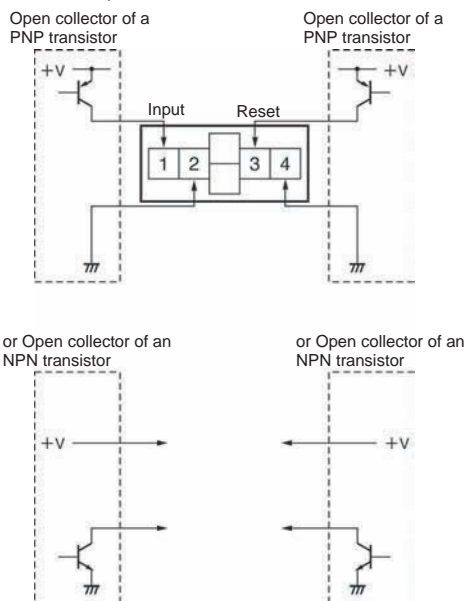 Open collector of a
PNP transistor
Open collector of a
PNP transistor
+V
+V
Input
Reset
1 2 3 4
or Open collector of an
NPN transistor
or Open collector of an
NPN transistor
+V
+V